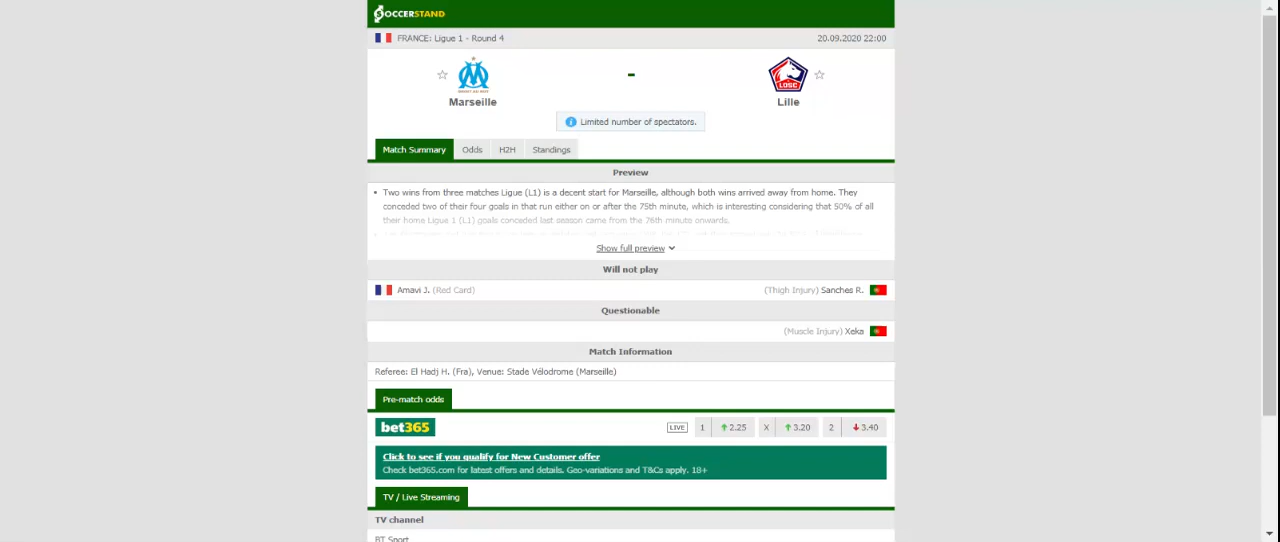 SOCCERSTAND
FRANCE: Ligue 1 - Round 4 20.09.2020 22:00
-
LOSC
Marseille Lille
Limited number of spectators.
Match Summary Odds H2H Standings
Preview
• Two wins from three matches Ligue (L1) is a decent start for Marseille, although both wins arrived away from home. They
conceded two of their four goals in that run either on or after the 75th minute, which is interesting considering that 50% of all
their home Ligue 1 (L1) goals conceded last season came from the 76th minute onwards.
Show full preview
Will not play
Amavi J. (Red Card) (Thigh Injury) Sanches R.
Questionable
(Muscle Injury) Xeka
Match Information
Referee: El Hadj H. (Fra), Venue: Stade Vélodrome (Marseille)
Pre-match odds
bet365 LIVE 1 2.25 X 3.20 2 3.40
Click to see if you qualify for New Customer offer
Check bet365.com for latest offers and details. Geo-variations and T&Cs apply. 18+
TV / Live Streaming
TV channel
BT Sport